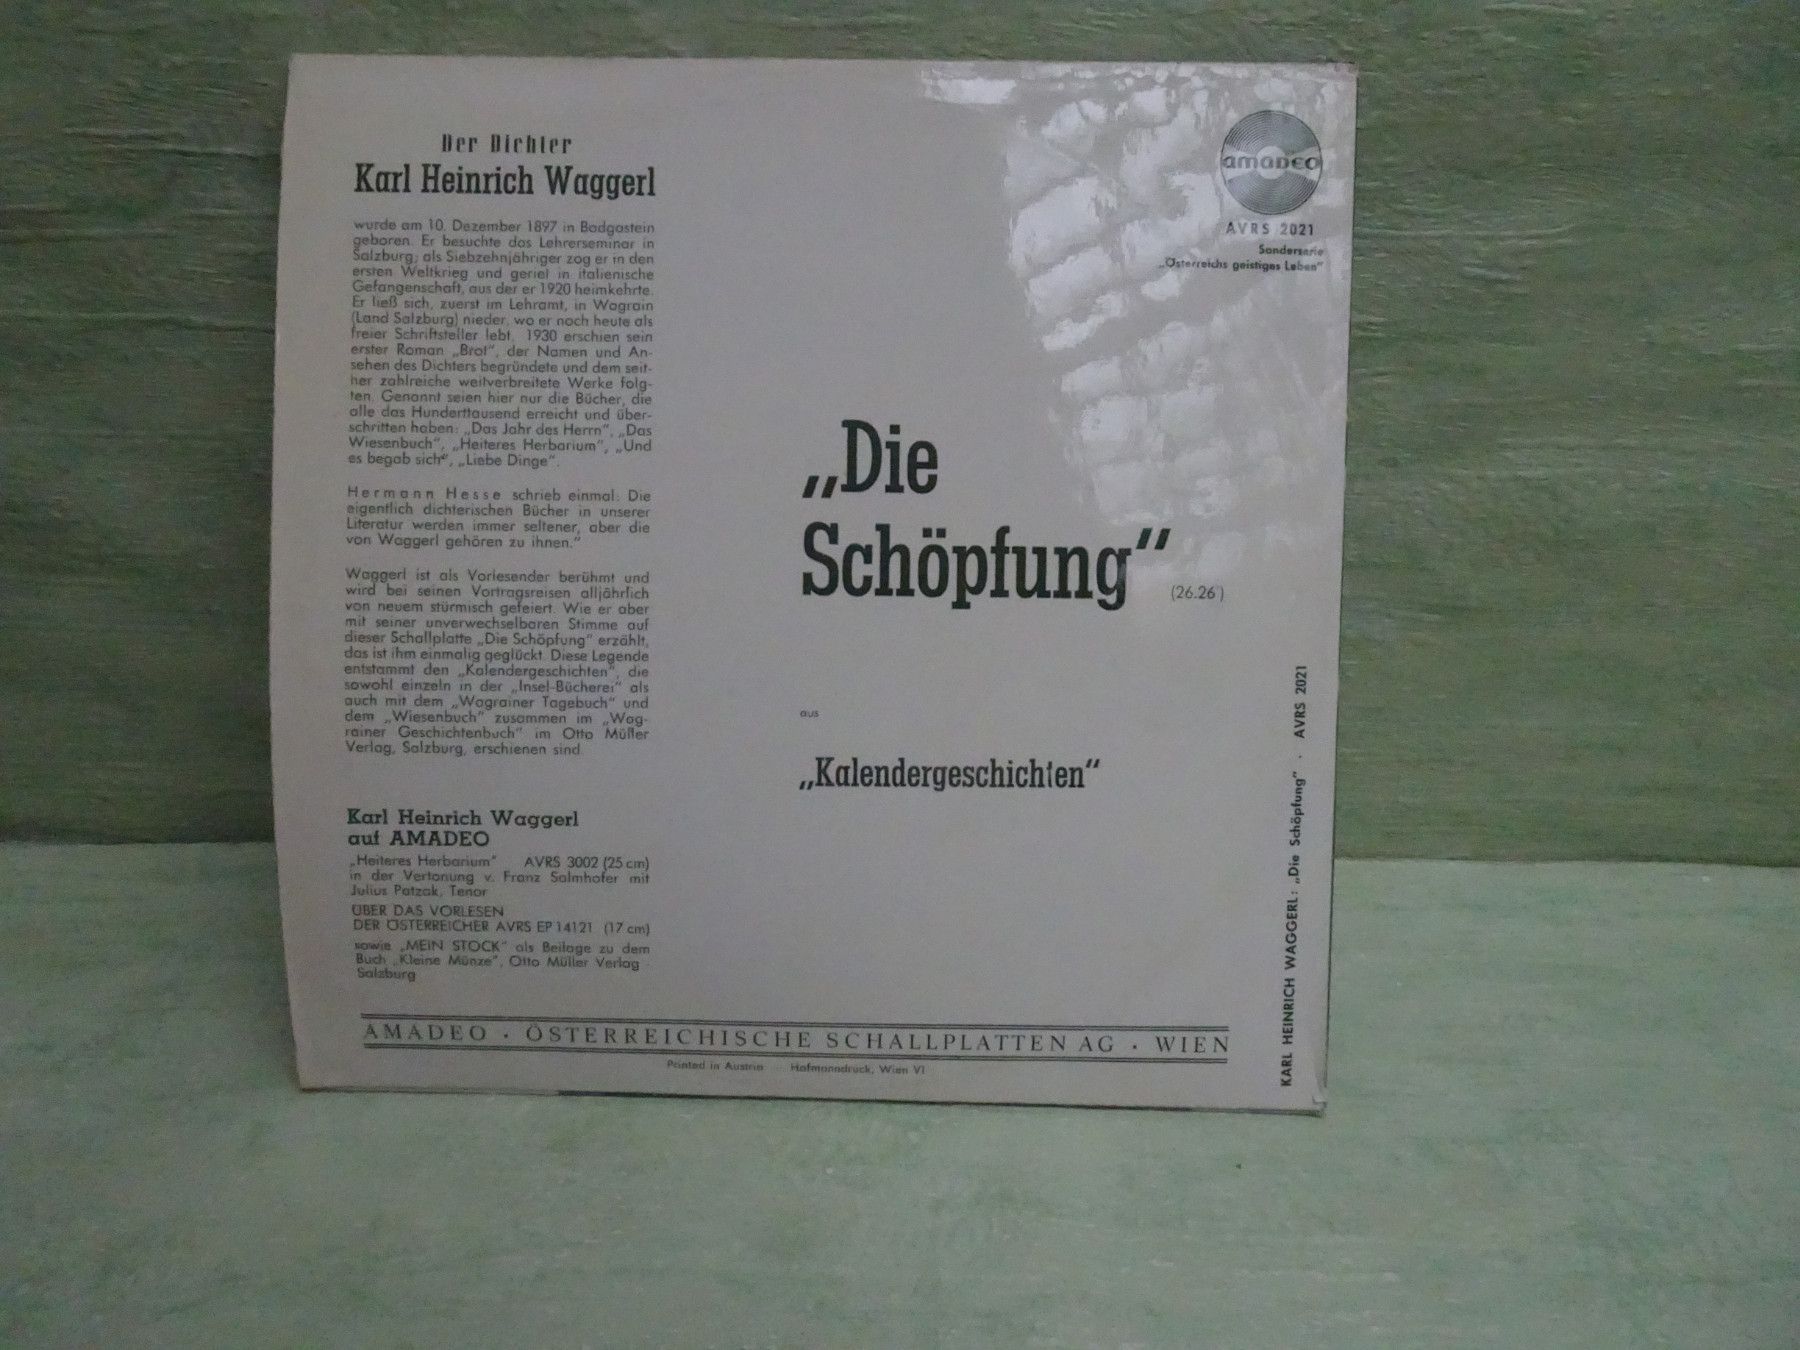 Der Dichter
Karl Heinrich Waggerl
wurde am 10. Dezember 1897 in Badgastein
geboren. Er besuchte das Lehrerseminar in
Salzburg; als Siebzehnjähriger zog er in den
ersten Weltkrieg und geriet in italienische
Gefangenschaft, aus der er 1920 heimkehrte.
Er ließ sich, zuerst im Lehramt, in Wagrain
(Land Salzburg) nieder, wo er noch heute als
freier Schriftsteller lebt. 1930 erschien sein
erster Roman „Brot“, der Namen und An-
sehen des Dichters begründete und dem seit-
her zahlreiche weitverbreitete Werke folg-
ten. Genannt seien hier nur die Bücher, die
alle das Hunderttausend erreicht und über-
schritten haben: „Das Jahr des Herrn“, „Das
Wiesenbuch“, „Heiteres Herbarium“, „Und
es begab sich“, „Liebe Dinge“.
Hermann Hesse schrieb einmal: Die
eigentlich dichterischen Bücher in unserer
Literatur werden immer seltener, aber die
von Waggerl gehören zu ihnen.“
Waggerl ist als Vorlesender berühmt und
wird bei seinen Vortragsreisen alljährlich
von neuem stürmisch gefeiert. Wie er aber
mit seiner unverwechselbaren Stimme auf
dieser Schallplatte „Die Schöpfung“ erzählt,
das ist ihm einmalig geglückt. Diese Legende
entstammt den „Kalendergeschichten“, die
sowohl einzeln in der „Insel-Bücherei“ als
auch mit dem „Wagrainer Tagebuch“ und
dem „Wiesenbuch“ zusammen im „Wag-
rainer Geschichtenbuch“ im Otto Müller
Verlag, Salzburg, erschienen sind.
Karl Heinrich Waggerl
auf AMADEO
„Heiteres Herbarium“ AVRS 3002 (25 cm)
in der Vertonung v. Franz Salmhofer mit
Julius Patzak, Tenor
ÜBER DAS VORLESEN
DER ÖSTERREICHER AVRS EP 14121 (17 cm)
sowie „MEIN STOCK“ als Beilage zu dem
Buch „Kleine Münze“, Otto Müller Verlag -
Salzburg
„Die
Schöpfung“ (26.26)
aus
„Kalendergeschichten“
amadeo
AVRS 2021
Sonderserie
„Österreichs geistiges Leben“
KARL HEINRICH WAGGERL: „Die Schöpfung“ · AVRS 2021
AMADEO · ÖSTERREICHISCHE SCHALLPLATTEN AG · WIEN
Printed in Austria Hofmanndruck, Wien VI